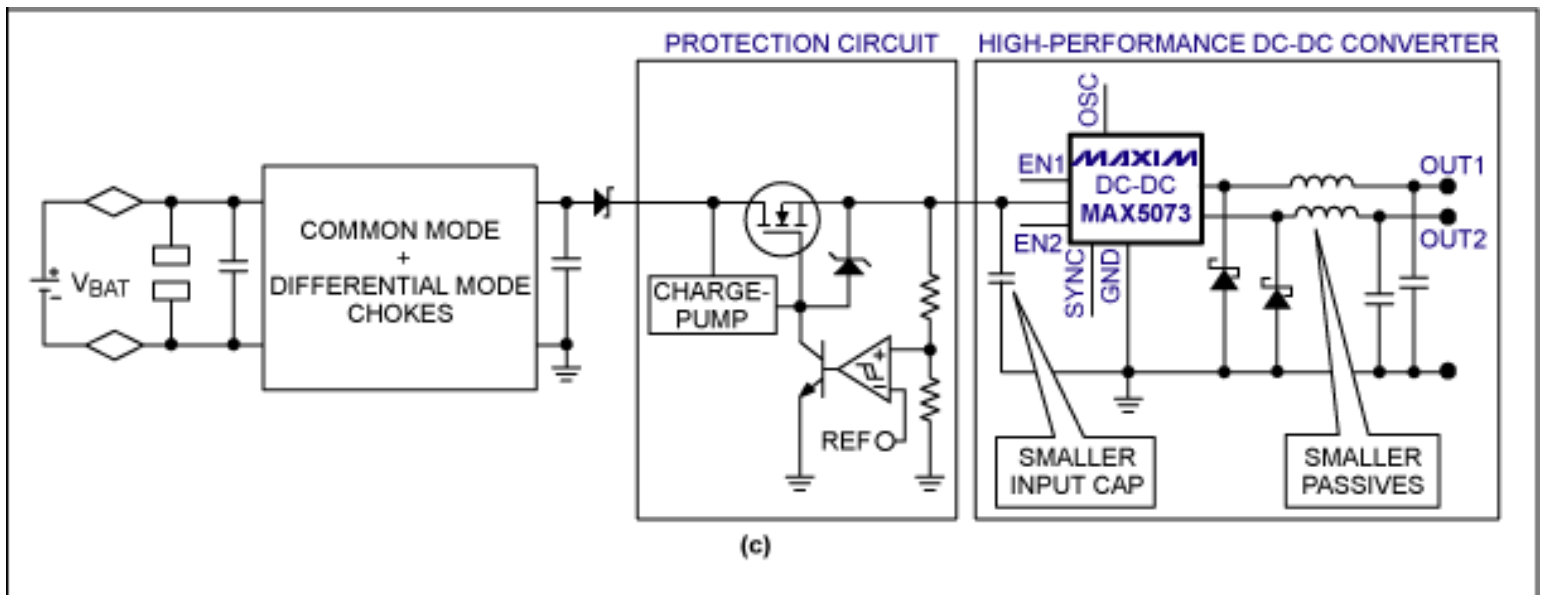 PROTECTION CIRCUIT
HIGH-PERFORMANCE DC-DC CONVERTER
OSC
EN1
MAXIM
DC-DC
MAX5073
OUT1
OUT2
EN2
SYNC
GND
COMMON MODE
+
DIFFERENTIAL MODE
CHOKES
+
-
VBAT
CHARGE-
PUMP
+
-
REF
SMALLER
INPUT CAP
SMALLER
PASSIVES
(c)